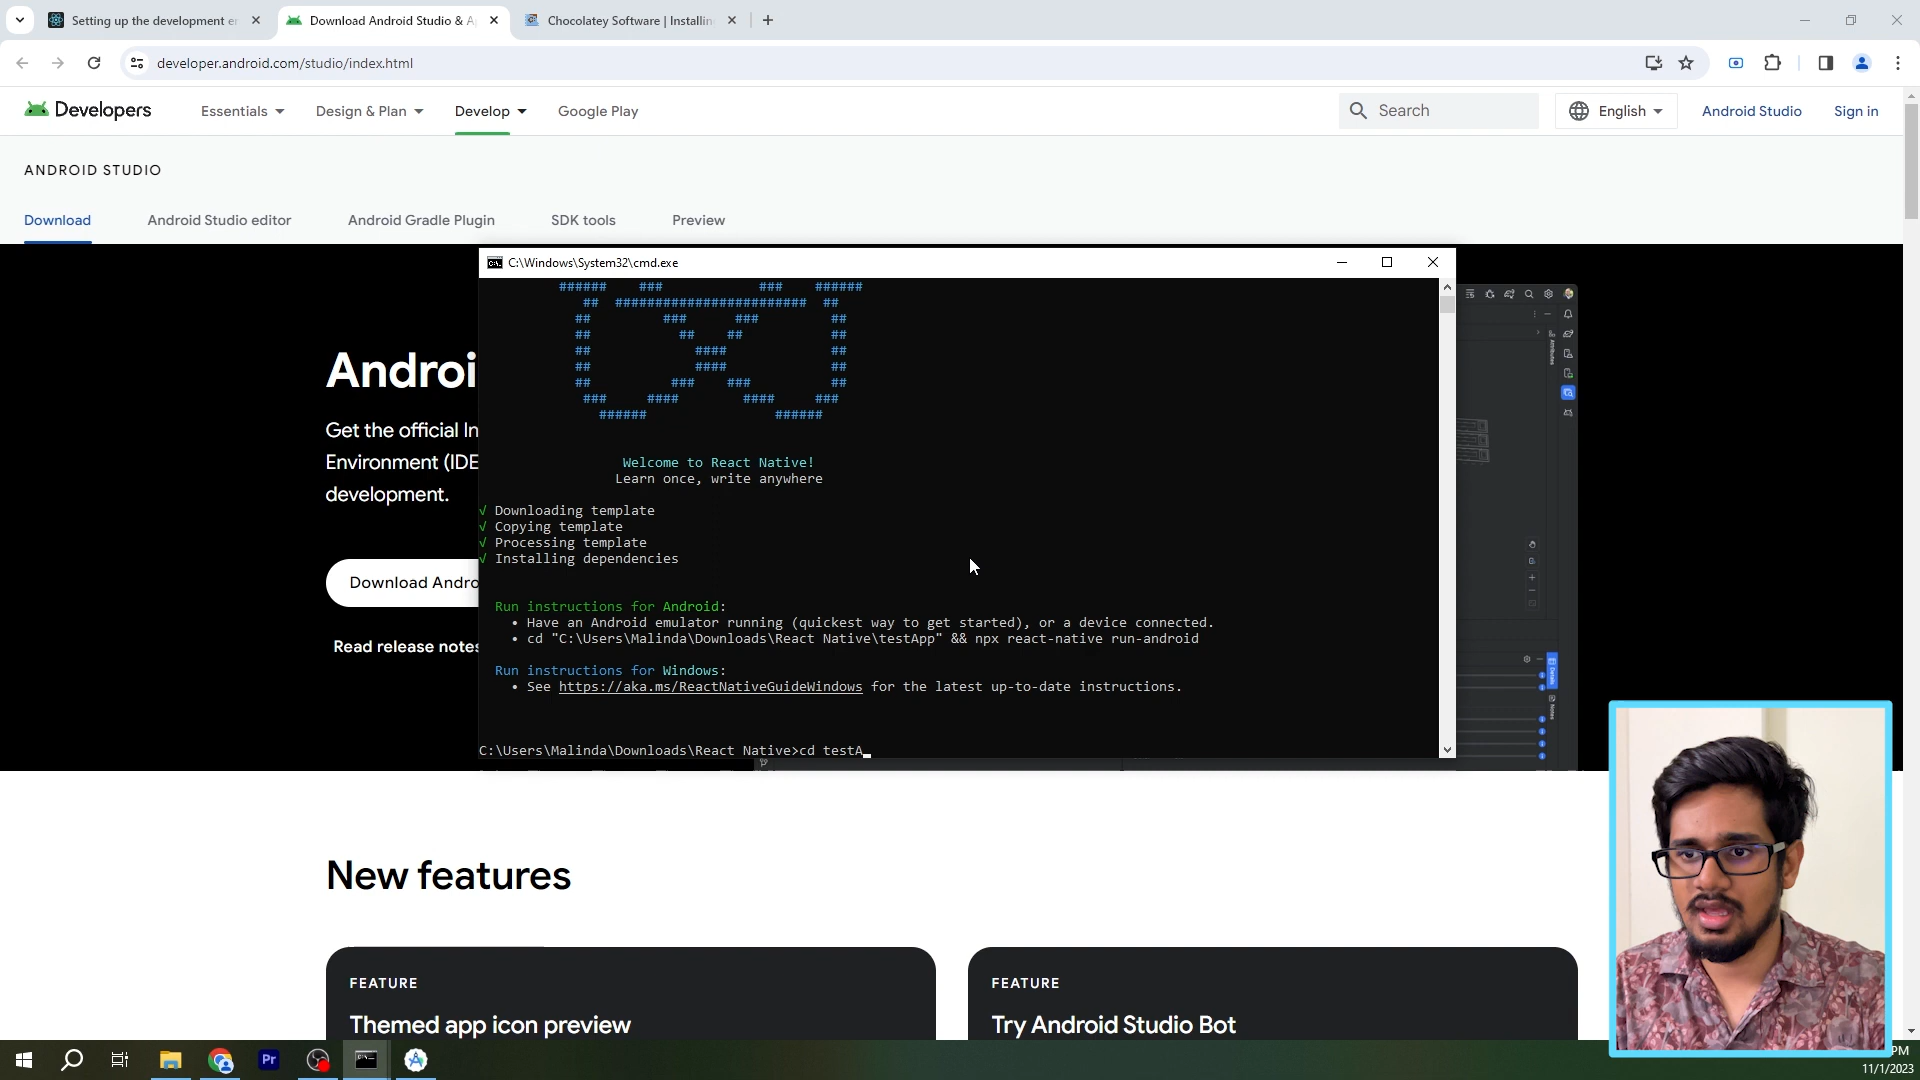 Setting up the development e
Download Android Studio & A
Chocolatey Software | Installin
developer.android.com/studio/index.html
Developers
Essentials
Design & Plan
Develop
Google Play
Search
English
Android Studio
Sign in
ANDROID STUDIO
Download
Android Studio editor
Android Gradle Plugin
SDK tools
Preview
C:\Windows\System32\cmd.exe
###### ### ### ######
## ######################## ##
## ### ### ##
## ## ## ##
## #### ##
## #### ##
## ### ### ##
### #### #### ###
###### ######
Welcome to React Native!
Learn once, write anywhere
√ Downloading template
√ Copying template
√ Processing template
√ Installing dependencies
Run instructions for Android:
• Have an Android emulator running (quickest way to get started), or a device connected.
• cd "C:\Users\Malinda\Downloads\React Native\testApp" && npx react-native run-android
Run instructions for Windows:
• See https://aka.ms/ReactNativeGuideWindows for the latest up-to-date instructions.
C:\Users\Malinda\Downloads\React Native>cd testA
Androi
Get the official In
Environment (IDE
development.
Download Andro
Read release notes
New features
FEATURE
Themed app icon preview
FEATURE
Try Android Studio Bot
Pr
PM
11/1/2023